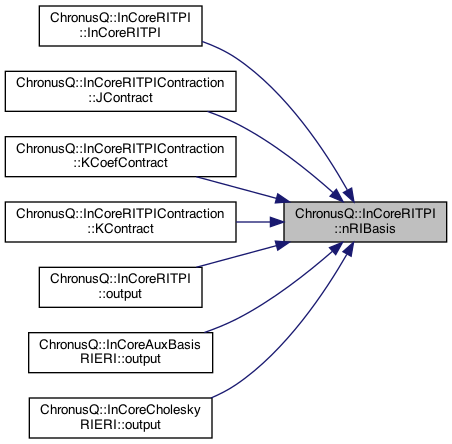 ChronusQ::InCoreRITPI
::InCoreRITPI
ChronusQ::InCoreRITPIContraction
::JContract
ChronusQ::InCoreRITPIContraction
::KCoefContract
ChronusQ::InCoreRITPIContraction
::KContract
ChronusQ::InCoreRITPI
::output
ChronusQ::InCoreAuxBasis
RIERI::output
ChronusQ::InCoreCholesky
RIERI::output
ChronusQ::InCoreRITPI
::nRIBasis